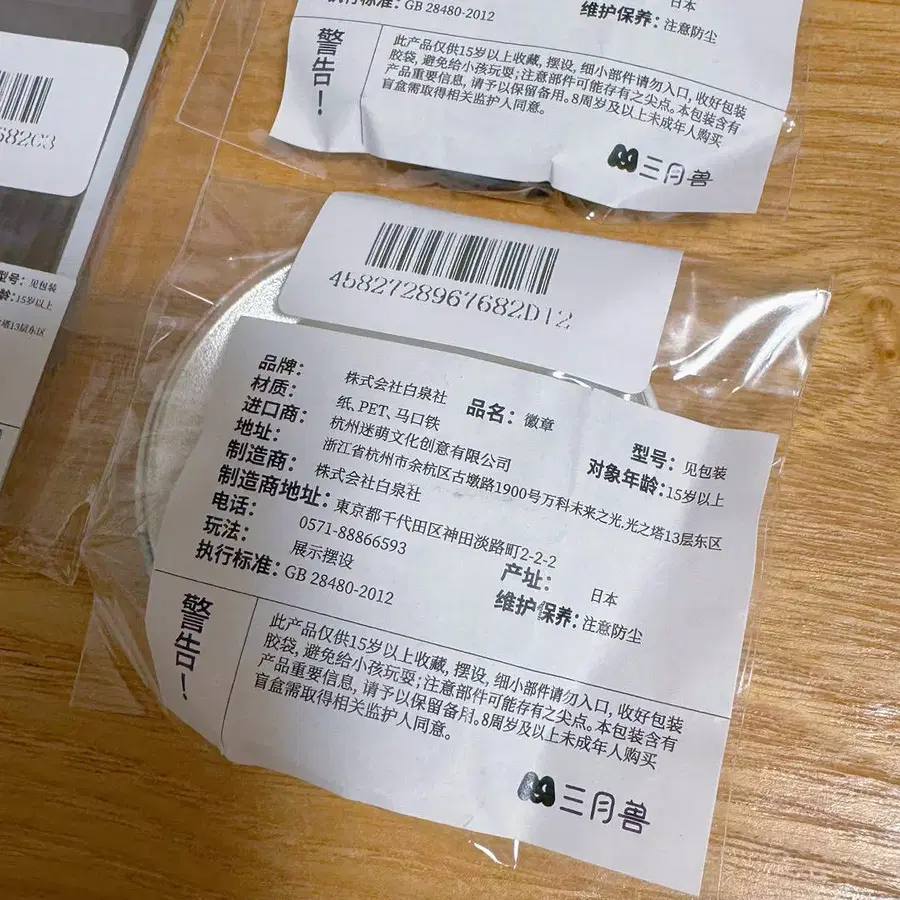 执行标准：GB 28480-2012
日本
维护保养：注意防尘
警告！
此产品仅供15岁以上收藏, 摆设, 细小部件请勿入口, 收好包装
胶袋, 避免给小孩玩耍; 注意部件可能存有之尖点。本包装含有
产品重要信息, 请予以保留备用。8周岁及以上未成年人购买
盲盒需取得相关监护人同意。
三月兽
682C3
型号：见包装
龄：15岁以上
之塔13层东区
4582728967682D12
品牌：株式会社白泉社
品名：徽章
型号：见包装
材质：纸、PET、马口铁
对象年龄：15岁以上
进口商：杭州迷萌文化创意有限公司
地址：浙江省杭州市余杭区古墩路1900号万科未来之光.光之塔13层东区
制造商：株式会社白泉社
制造商地址：東京都千代田区神田淡路町2-2-2
电话：0571-88866593
产址：日本
玩法：展示摆设
维护保养：注意防尘
执行标准：GB 28480-2012
警告！
此产品仅供15岁以上收藏, 摆设, 细小部件请勿入口, 收好包装
胶袋, 避免给小孩玩耍; 注意部件可能存有之尖点。本包装含有
产品重要信息, 请予以保留备用。8周岁及以上未成年人购买
盲盒需取得相关监护人同意。
三月兽